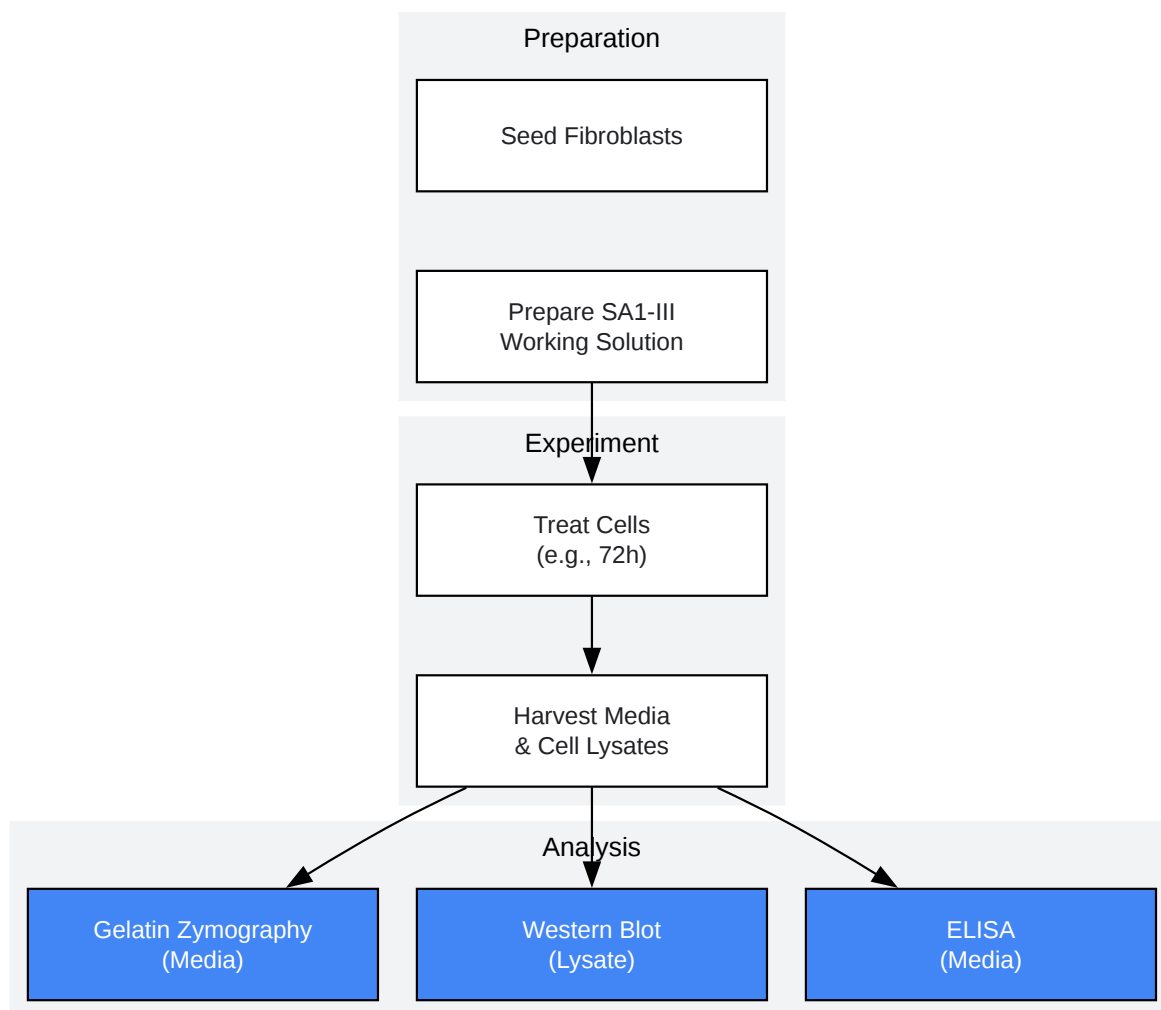 Preparation
Seed Fibroblasts
Prepare SA1-III
Working Solution
Experiment
Treat Cells
(e.g., 72h)
Harvest Media
& Cell Lysates
Analysis
Gelatin Zymography
(Media)
Western Blot
(Lysate)
ELISA
(Media)